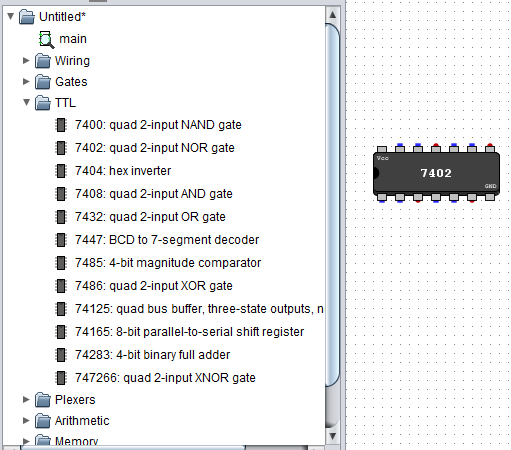 Untitled*
main
Wiring
Gates
TTL
7400: quad 2-input NAND gate
7402: quad 2-input NOR gate
7404: hex inverter
7408: quad 2-input AND gate
7432: quad 2-input OR gate
7447: BCD to 7-segment decoder
7485: 4-bit magnitude comparator
7486: quad 2-input XOR gate
74125: quad bus buffer, three-state outputs, n
74165: 8-bit parallel-to-serial shift register
74283: 4-bit binary full adder
747266: quad 2-input XNOR gate
Plexers
Arithmetic
Memory
Vcc
7402
GND